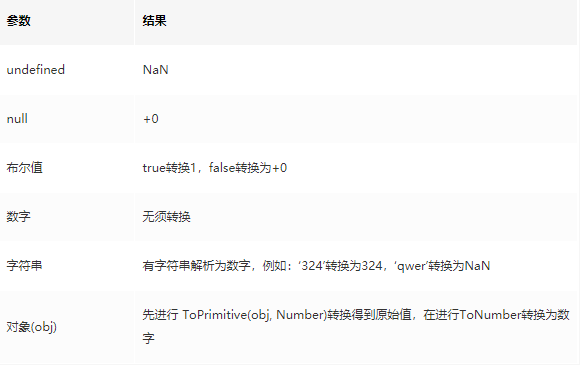 参数 结果
undefined NaN
null +0
布尔值 true转换1，false转换为+0
数字 无须转换
字符串 有字符串解析为数字，例如：‘324’转换为324，‘qwer’转换为NaN
对象(obj) 先进行 ToPrimitive(obj, Number)转换得到原始值，在进行ToNumber转换为数
字